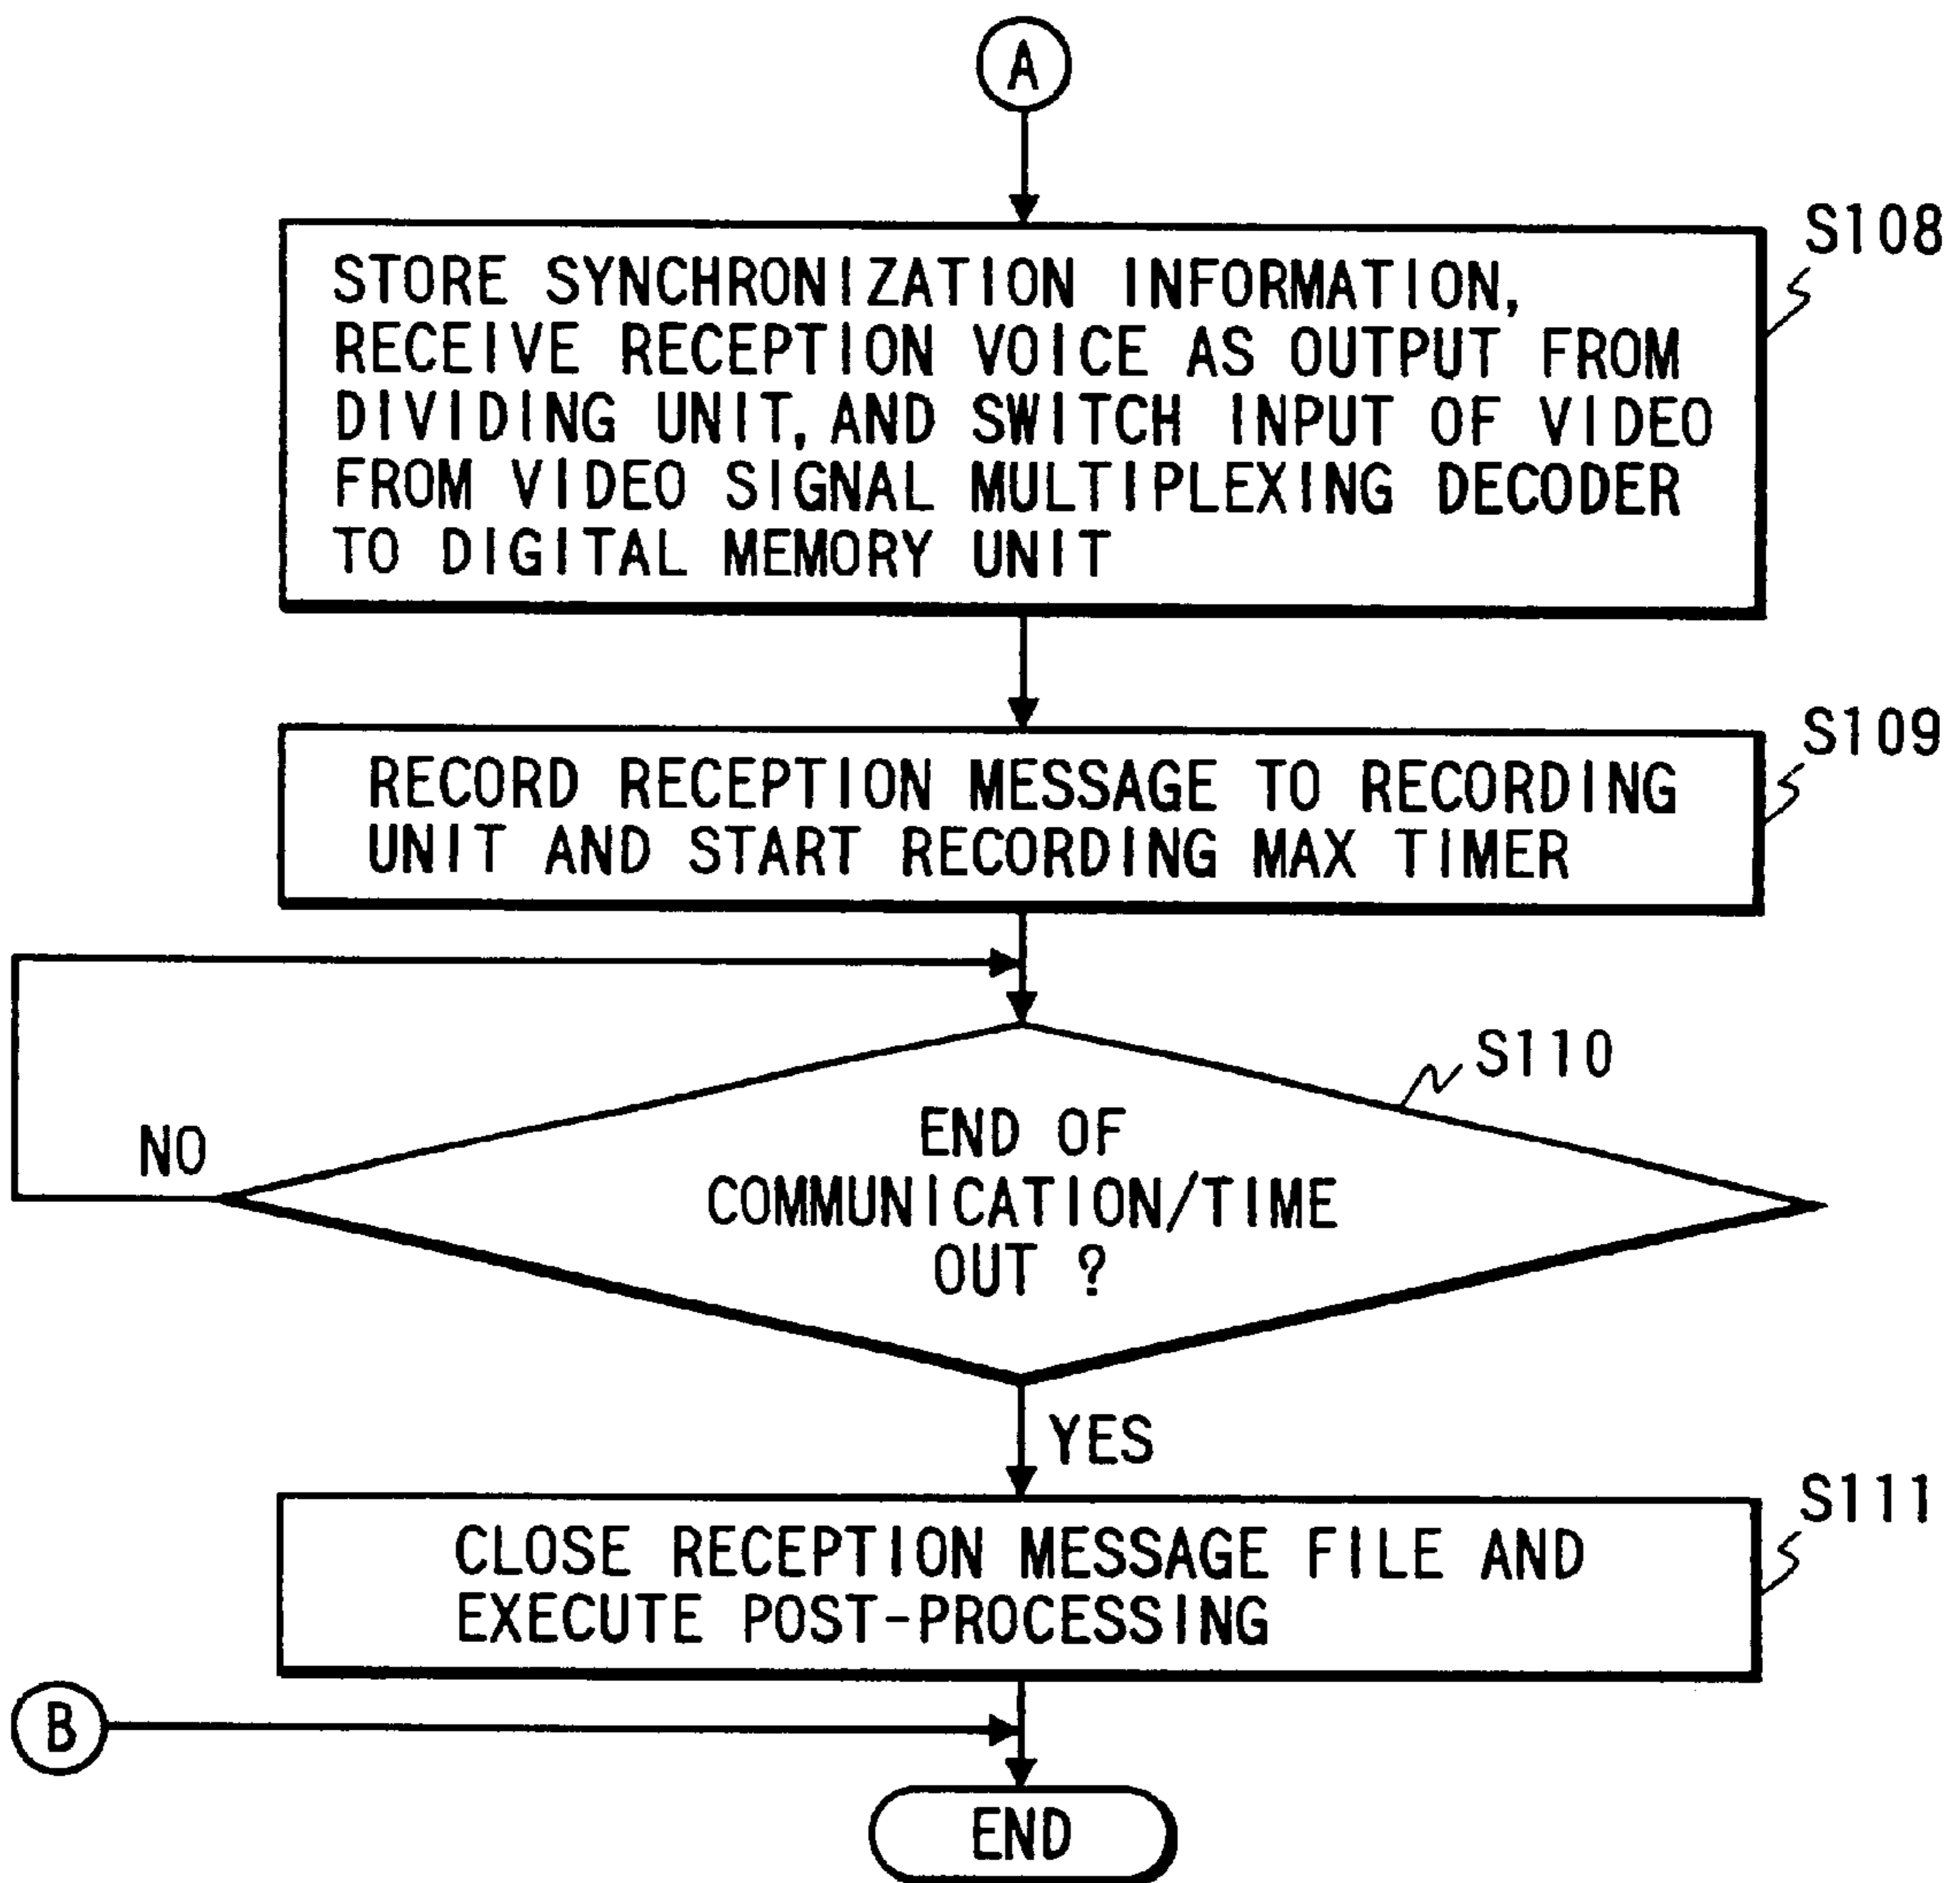 A
S108
STORE SYNCHRONIZATION INFORMATION,
RECEIVE RECEPTION VOICE AS OUTPUT FROM
DIVIDING UNIT, AND SWITCH INPUT OF VIDEO
FROM VIDEO SIGNAL MULTIPLEXING DECODER
TO DIGITAL MEMORY UNIT
S109
RECORD RECEPTION MESSAGE TO RECORDING
UNIT AND START RECORDING MAX TIMER
S110
NO
END OF
COMMUNICATION/TIME
OUT ?
YES
S111
CLOSE RECEPTION MESSAGE FILE AND
EXECUTE POST-PROCESSING
B
END